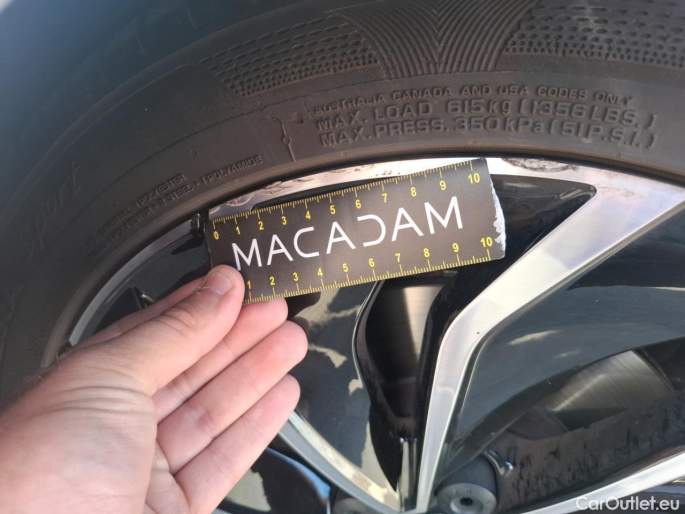 AUSTRALIA CANADA AND USA CODES ONLY
MAX. LOAD 615kg (1356 LBS.)
MAX. PRESS. 350 kPa (51 P.S.I.)
0 1 2 3 4 5 6 7 8 9 10
MACADAM
1 2 3 4 5 6 7 8 9 10
CarOutlet.eu